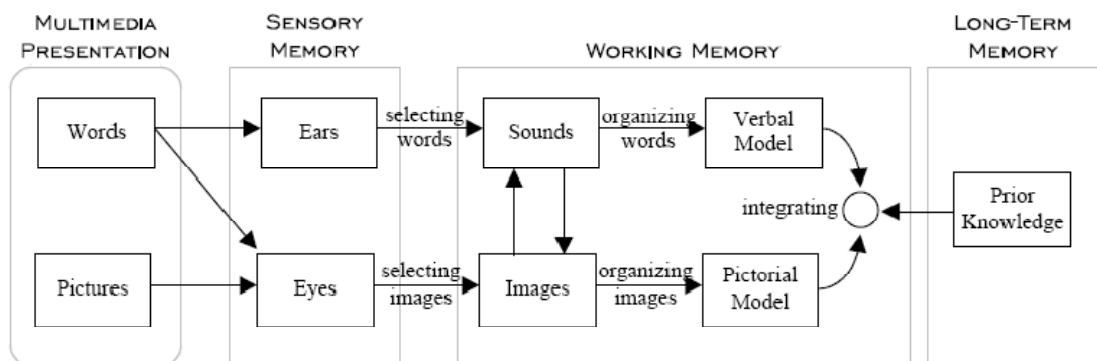 MULTIMEDIA
PRESENTATION
SENSORY
MEMORY
WORKING MEMORY
LONG-TERM
MEMORY
Words
Ears
selecting
words
Sounds
organizing
words
Verbal
Model
integrating
Prior
Knowledge
Pictures
Eyes
selecting
images
Images
organizing
images
Pictorial
Model